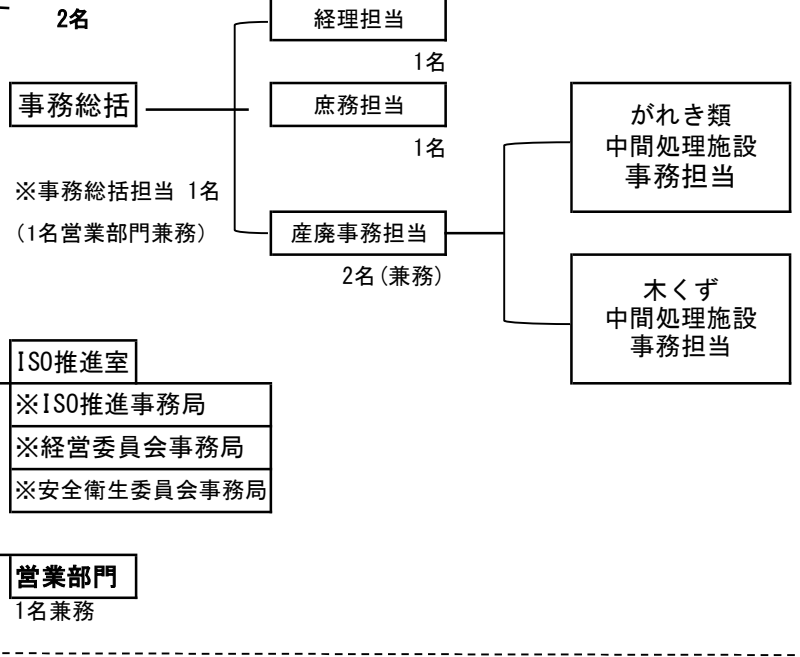 2名
経理担当
1名
事務総括
庶務担当
1名
※事務総括担当 1名
(1名営業部門兼務)
産廃事務担当
2名(兼務)
がれき類
中間処理施設
事務担当
木くず
中間処理施設
事務担当
ISO推進室
※ISO推進事務局
※経営委員会事務局
※安全衛生委員会事務局
営業部門
1名兼務